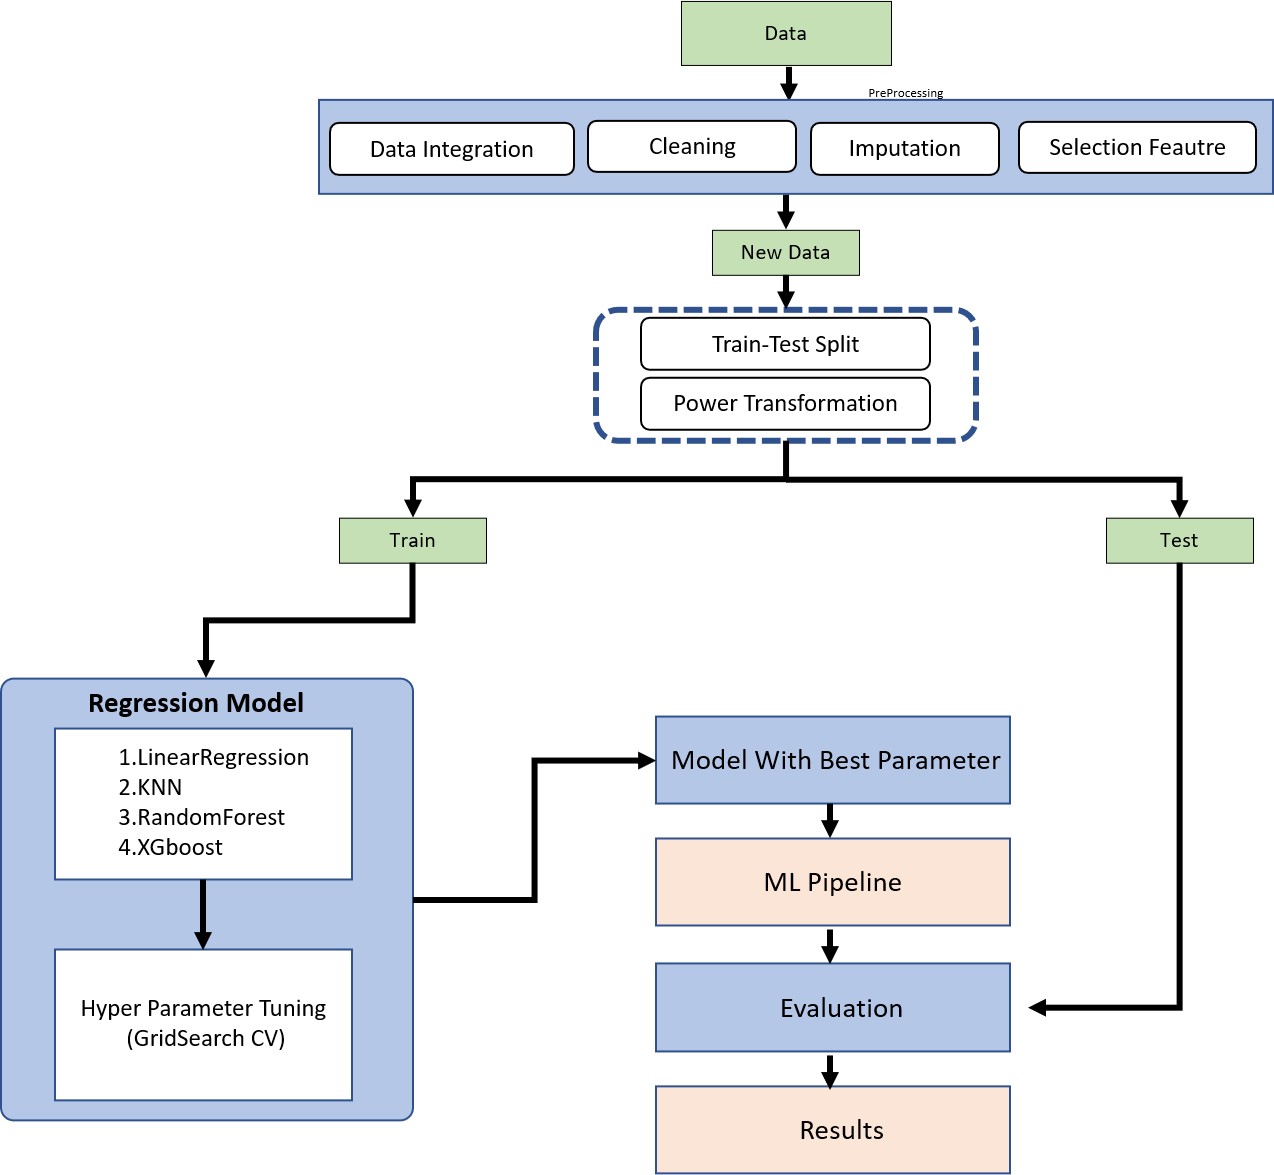 Data
PreProcessing
Data Integration
Cleaning
Imputation
Selection Feautre
New Data
Train-Test Split
Power Transformation
Train
Test
Regression Model
1.LinearRegression
2.KNN
3.RandomForest
4.XGboost
Hyper Parameter Tuning
(GridSearch CV)
Model With Best Parameter
ML Pipeline
Evaluation
Results